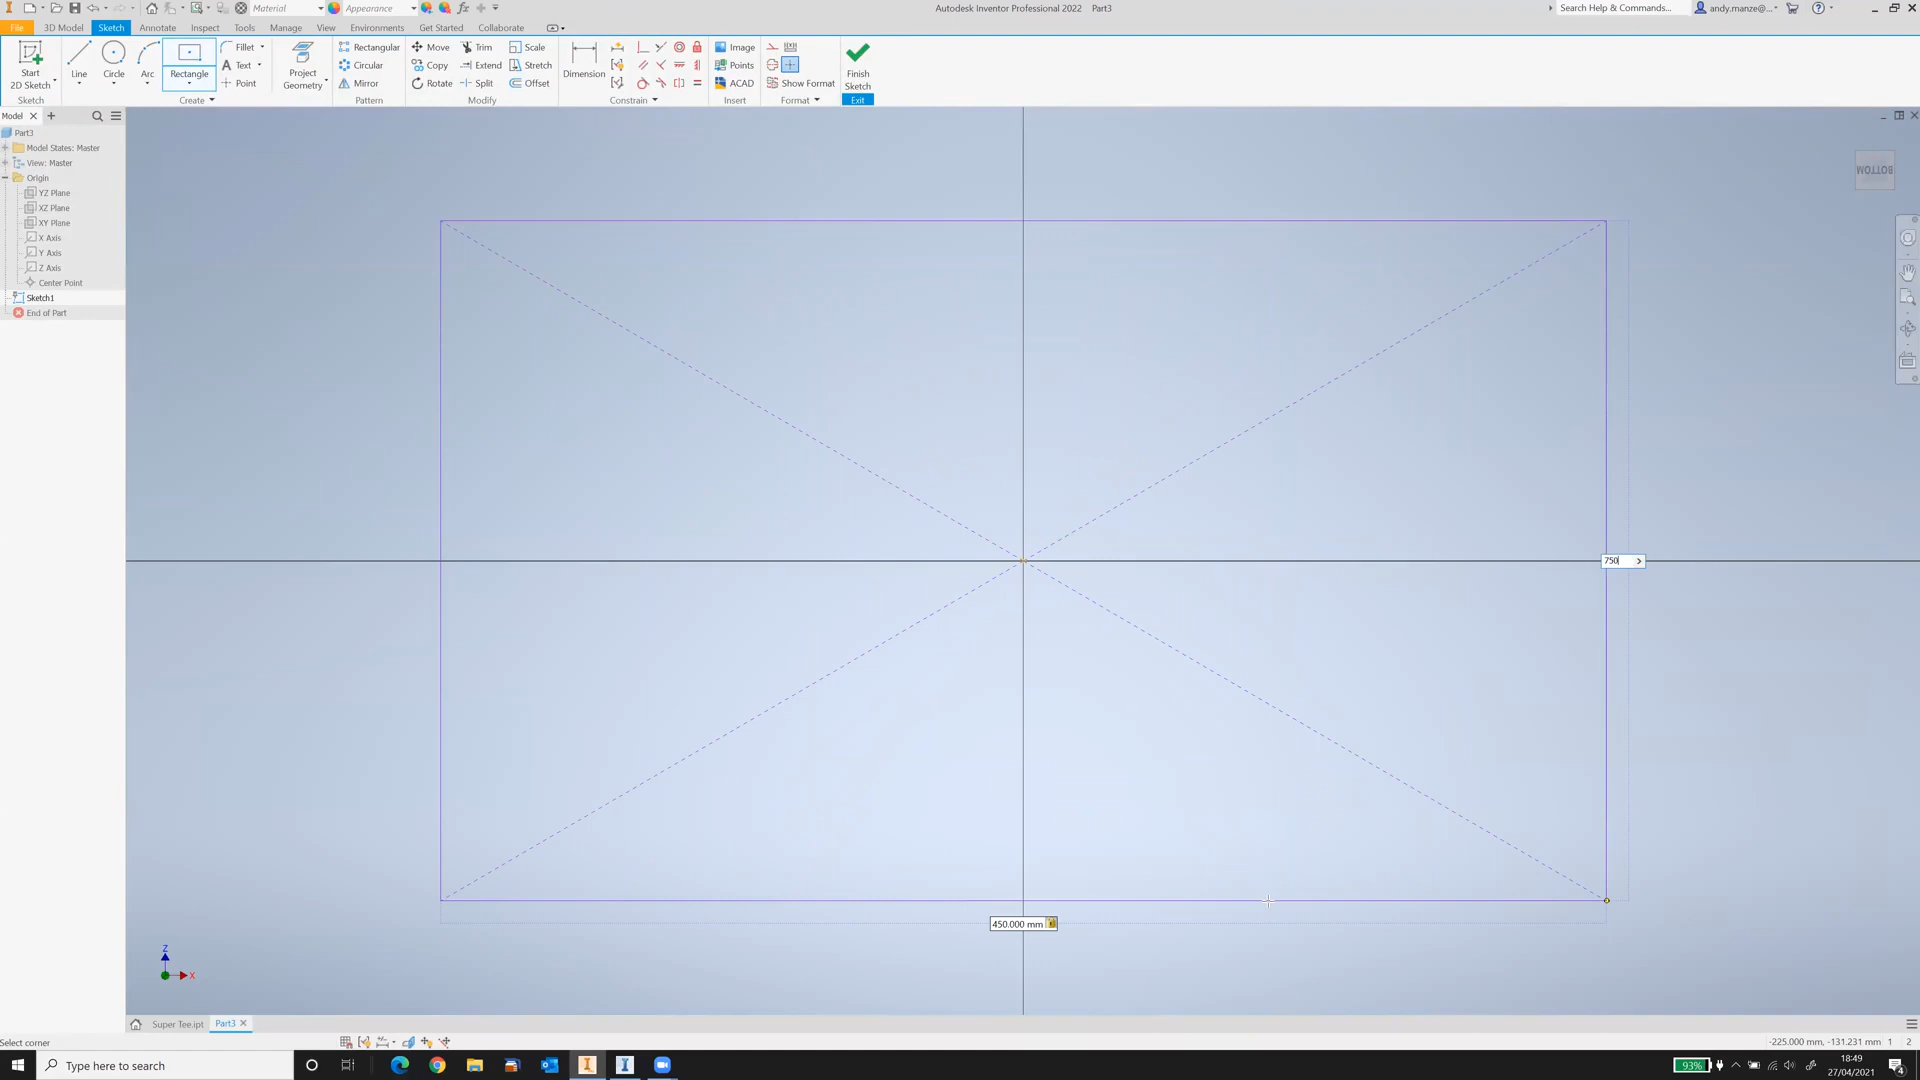 Material
Appearance
Autodesk Inventor Professional 2022 Part3
Search Help & Commands...
andy.manze@...
File 3D Model Sketch Annotate Inspect View Manage Environments Get Started Collaborate
Start
2D Sketch
Sketch
Line
Circle
Arc
Rectangle
Fillet
Text
Point
Create
Project
Geometry
Rectangular
Circular
Mirror
Pattern
Move
Copy
Rotate
Trim
Extend
Split
Scale
Stretch
Offset
Modify
Dimension
Constrain
Image
Points
ACAD
Insert
Show Format
Format
Finish
Sketch
Exit
Model
Part3
Model States: Master
View: Master
Origin
YZ Plane
XZ Plane
XY Plane
X Axis
Y Axis
Z Axis
Center Point
Sketch1
End of Part
BOTTOM
750
450.000 mm
Z
X
Super Tee.ipt
Part3
Select corner
-225.000 mm, -131.231 mm 1 2
Type here to search
93%
18:49
27/04/2021
4